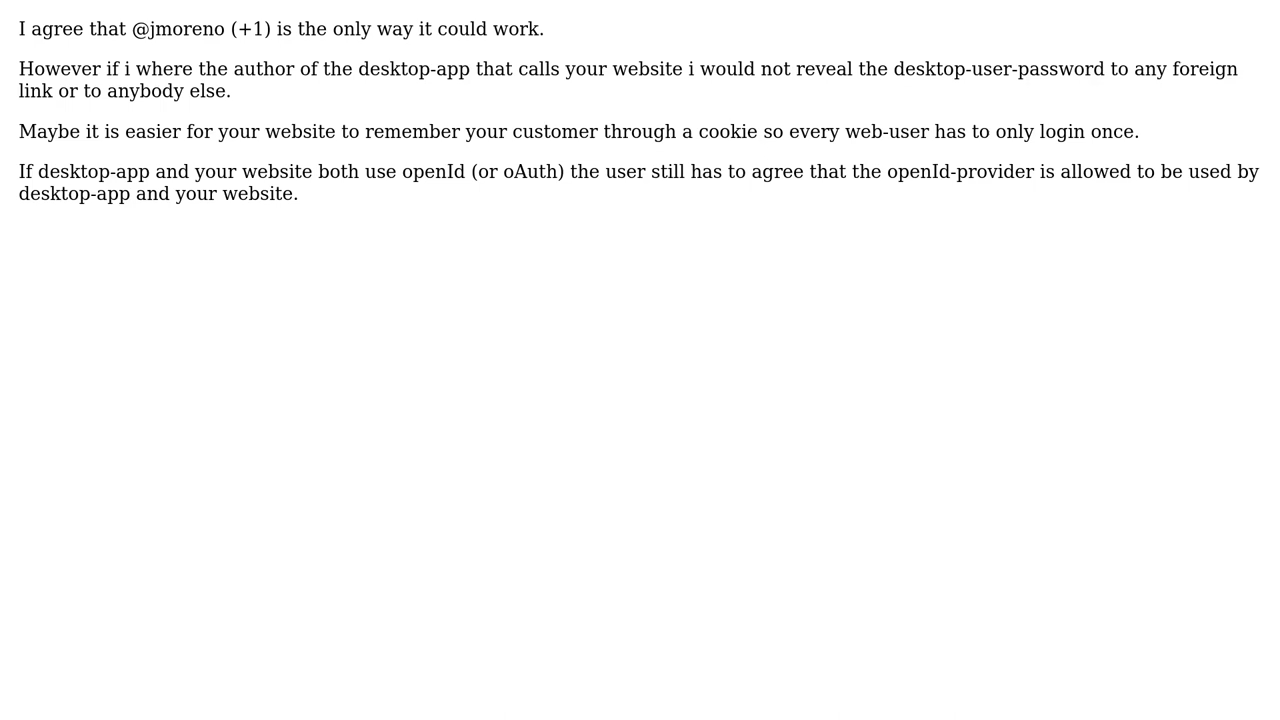 I agree that @jmoreno (+1) is the only way it could work.
However if i where the author of the desktop-app that calls your website i would not reveal the desktop-user-password to any foreign
link or to anybody else.
Maybe it is easier for your website to remember your customer through a cookie so every web-user has to only login once.
If desktop-app and your website both use openId (or oAuth) the user still has to agree that the openId-provider is allowed to be used by
desktop-app and your website.